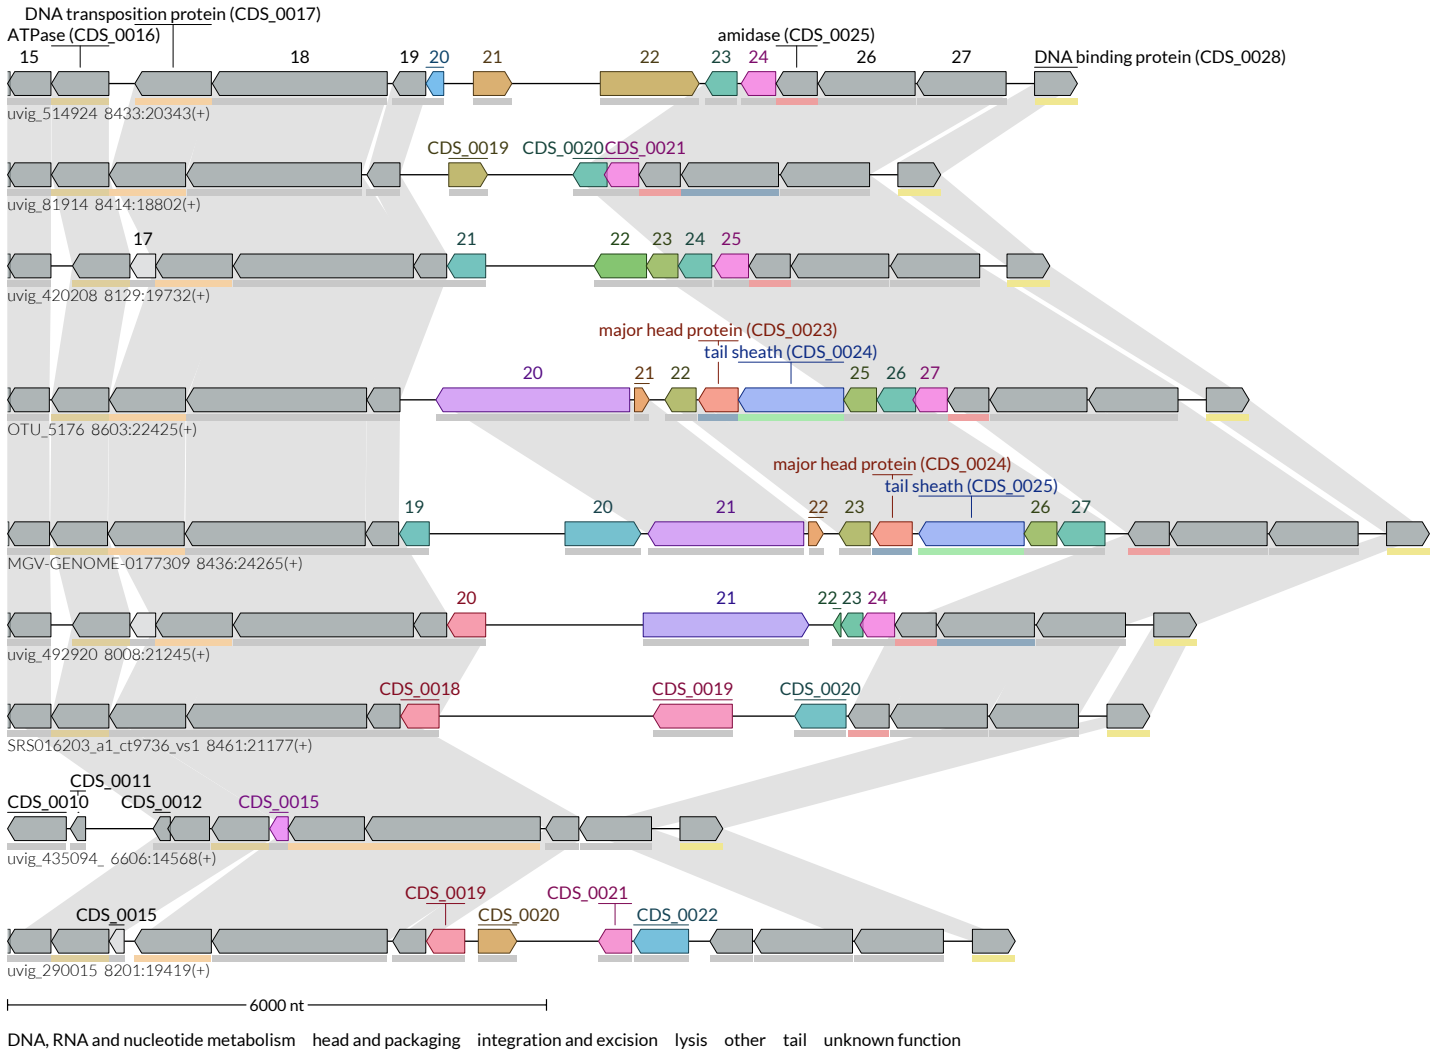 DNA transposition protein (CDS_0017)
ATPase (CDS_0016) amidase (CDS_0025)
15 18 19 20 21 22 23 24 26 27 DNA binding protein (CDS_0028)
uvig_514924 8433:20343(+)
CDS_0019 CDS_0020 CDS_0021
uvig_81914 8414:18802(+)
17 21 22 23 24 25
uvig_420208 8129:19732(+)
major head protein (CDS_0023)
tail sheath (CDS_0024)
20 21 22 25 26 27
OTU_5176 8603:22425(+)
major head protein (CDS_0024)
tail sheath (CDS_0025)
19 20 21 22 23 26 27
MGV-GENOME-0177309 8436:24265(+)
20 21 22 23 24
uvig_492920 8008:21245(+)
CDS_0018 CDS_0019 CDS_0020
SRS016203_a1_ct9736_vs1 8461:21177(+)
CDS_0011
CDS_0010 CDS_0012 CDS_0015
uvig_435094_ 6606:14568(+)
CDS_0019 CDS_0021
CDS_0015 CDS_0020 CDS_0022
uvig_290015 8201:19419(+)
6000 nt
DNA, RNA and nucleotide metabolism head and packaging integration and excision lysis other tail unknown function